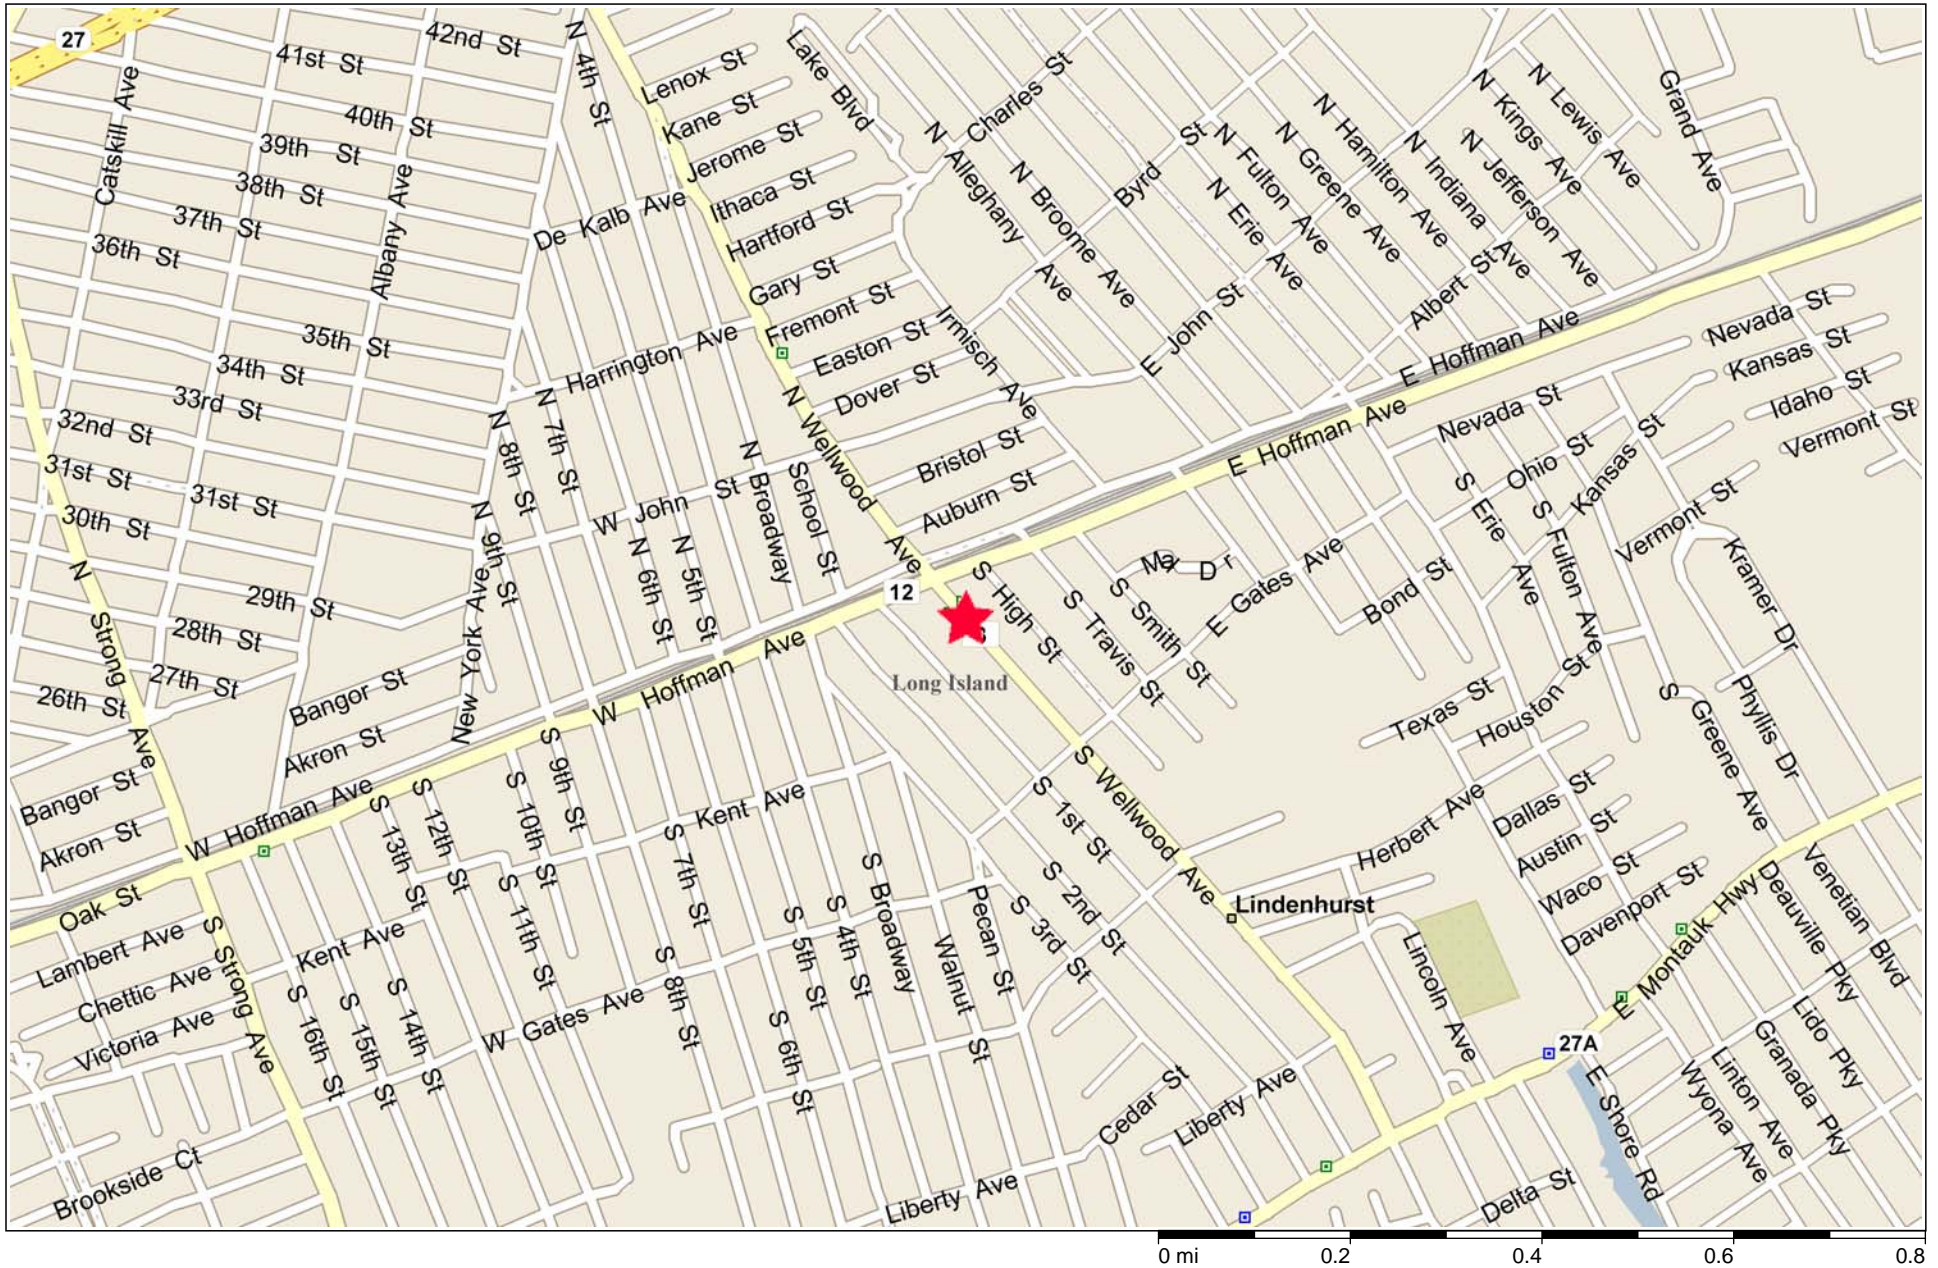 27
42nd St
41st St
40th St
39th St
38th St
37th St
36th St
35th St
34th St
33rd St
32nd St
31st St
31st St
30th St
29th St
28th St
27th St
26th St
Catskill Ave
Albany Ave
N 4th St
Lenox St
Kane St
Jerome St
Ithaca St
Hartford St
Gary St
Fremont St
Easton St
Dover St
Bristol St
Auburn St
De Kalb Ave
Harrington Ave
Lake Blvd
Charles St
N Alleghany Ave
N Broome Ave
Byrd St
N Fulton Ave
N Erie Ave
N Greene Ave
N Hamilton Ave
N Indiana Ave
N Jefferson Ave
N Kings Ave
N Lewis Ave
Grand Ave
Albert St
E John St
Irmisch Ave
E Hoffman Ave
E Hoffman Ave
Nevada St
Kansas St
Idaho St
Vermont St
Nevada St
Ohio St
Kansas St
Vermont St
S Erie Ave
S Fulton Ave
Kramer Dr
N Wellwood Ave
N 7th St
N 8th St
N 9th St
New York Ave
W John St
N Broadway
School St
N 6th St
N 5th St
N Strong Ave
12
S High St
S Travis St
S Smith St
Max Dr
E Gates Ave
Bond St
Long Island
W Hoffman Ave
Bangor St
Akron St
Bangor St
Akron St
W Hoffman Ave
Oak St
Lambert Ave
Chettic Ave
Victoria Ave
Kent Ave
S Strong Ave
Brookside Ct
S 16th St
S 15th St
S 14th St
S 13th St
S 12th St
S 11th St
S 10th St
S 9th St
S 8th St
S 7th St
Kent Ave
W Gates Ave
S 6th St
S 5th St
S 4th St
S Broadway
Walnut St
Pecan St
S 3rd St
S 2nd St
S 1st St
S Wellwood Ave
Lindenhurst
Texas St
Houston St
Herbert Ave
Dallas St
Austin St
Waco St
Davenport St
S Greene Ave
Phyllis Dr
Lincoln Ave
E Montauk Hwy
Deauville Pky
Venetian Blvd
Lido Pky
Granada Pky
Linton Ave
Wyona Ave
27A
E Shore Rd
Cedar St
Liberty Ave
Liberty Ave
Delta St
0 mi 0.2 0.4 0.6 0.8